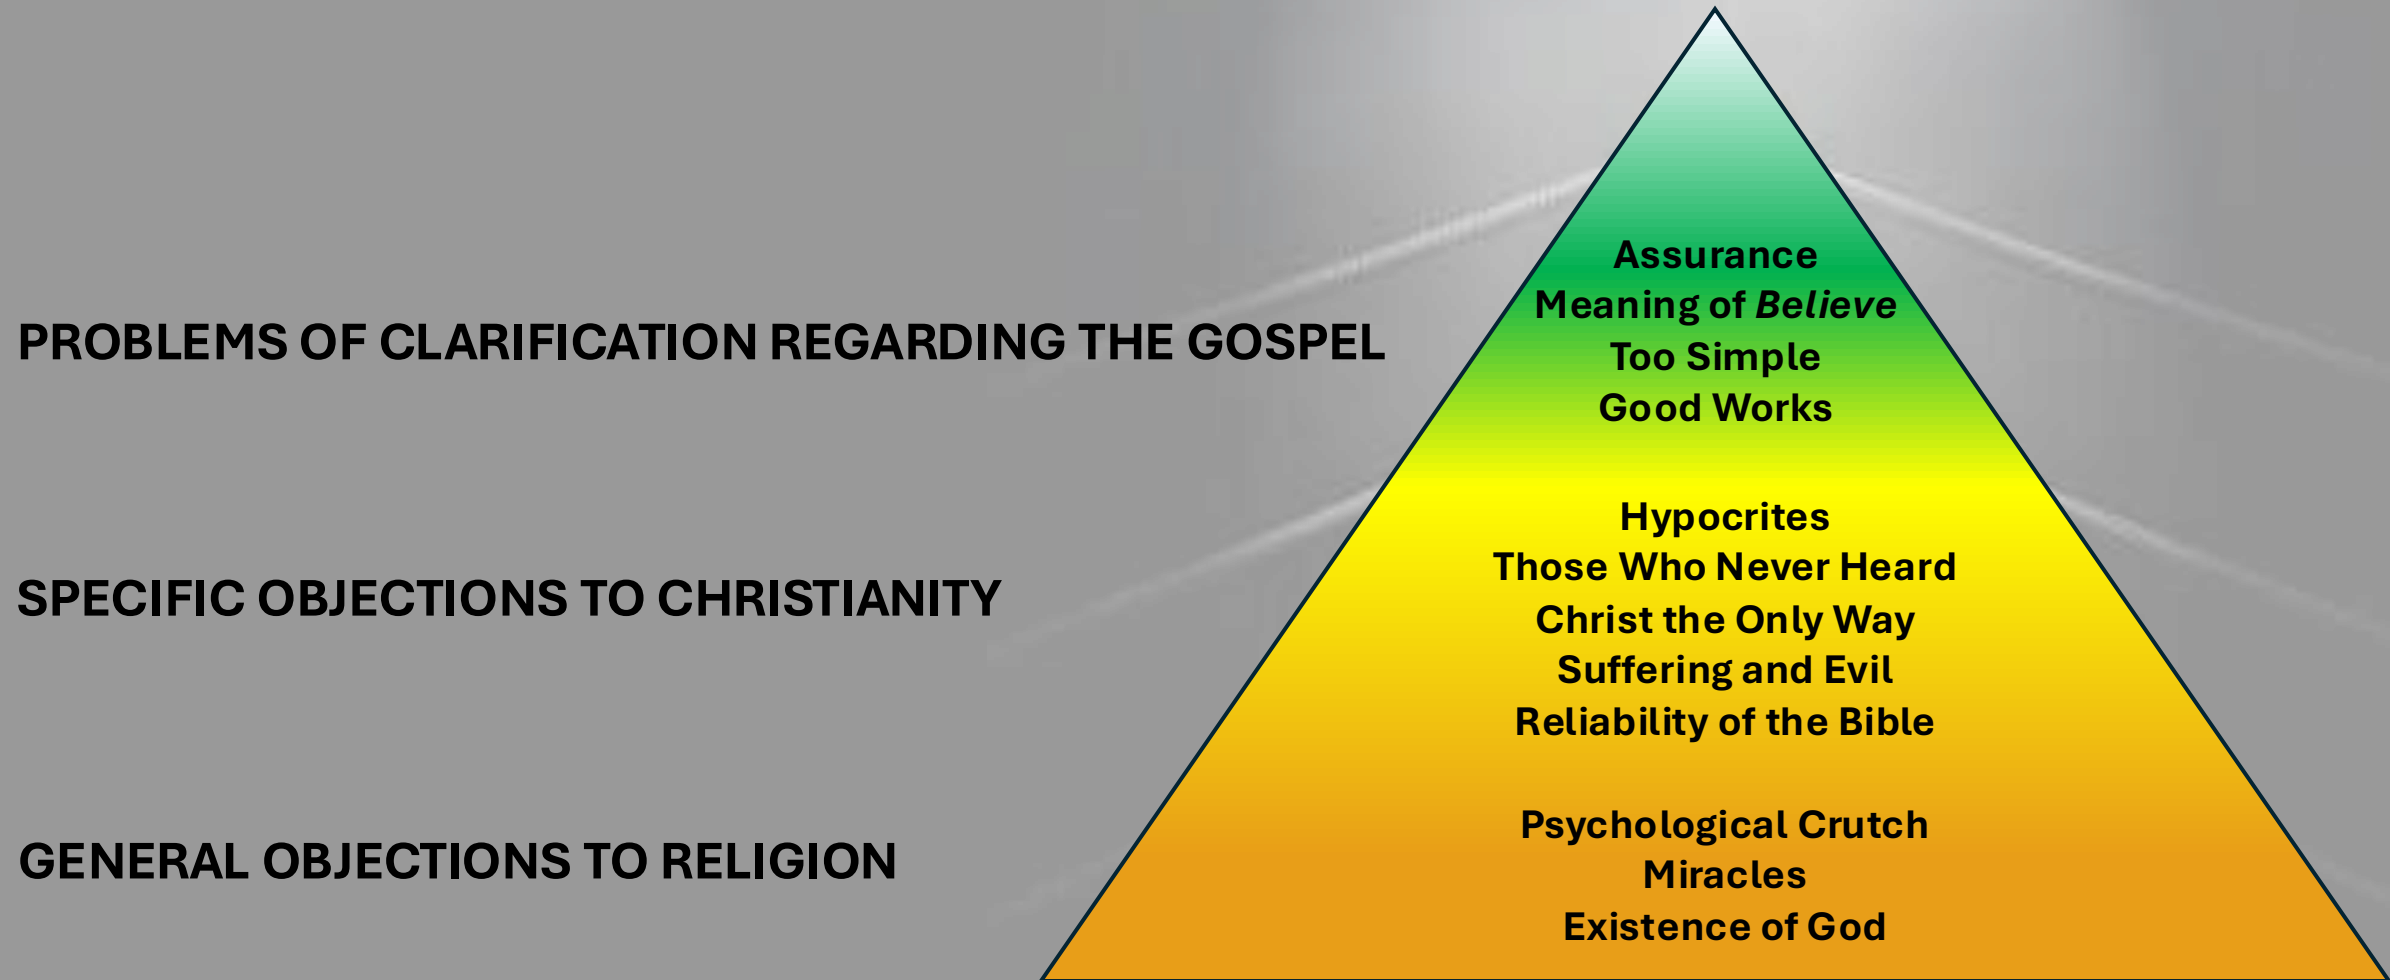 PROBLEMS OF CLARIFICATION REGARDING THE GOSPEL
Assurance
Meaning of Believe
Too Simple
Good Works
SPECIFIC OBJECTIONS TO CHRISTIANITY
Hypocrites
Those Who Never Heard
Christ the Only Way
Suffering and Evil
Reliability of the Bible
GENERAL OBJECTIONS TO RELIGION
Psychological Crutch
Miracles
Existence of God